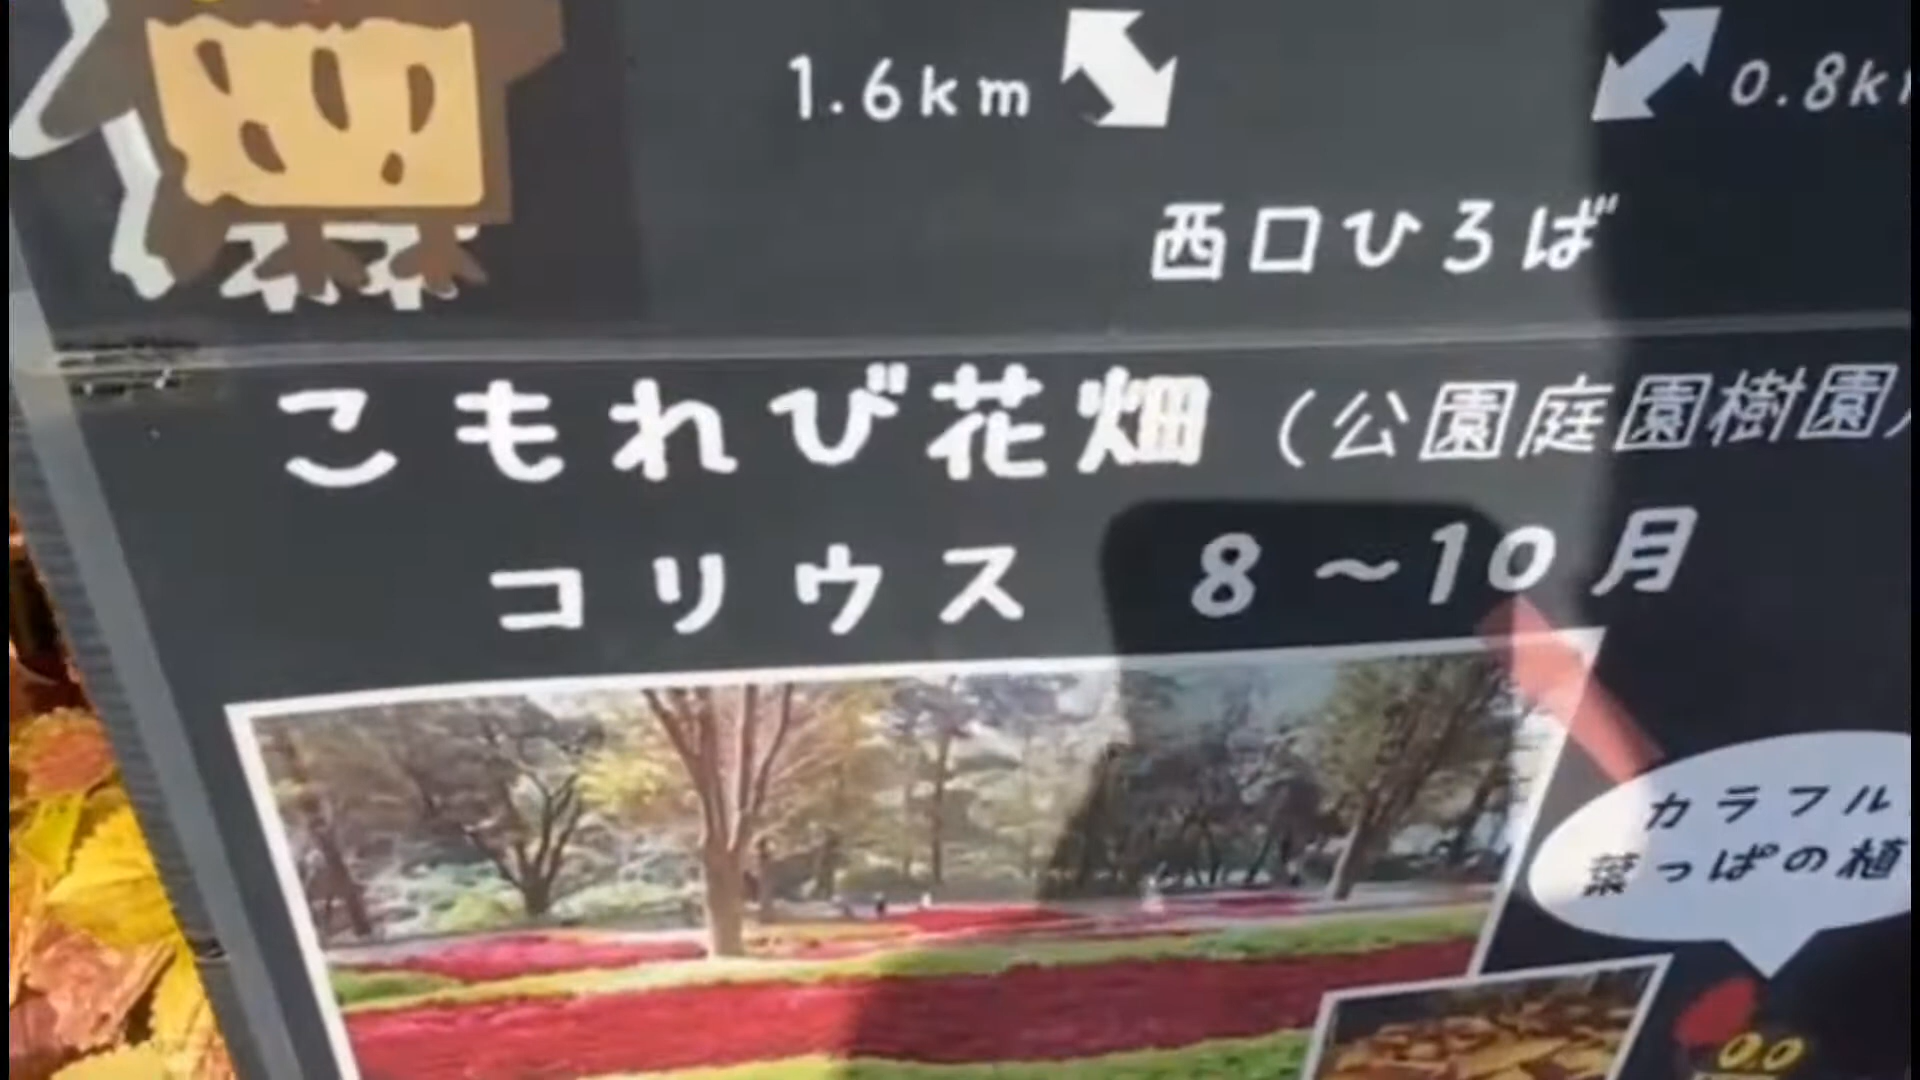 1.6km
0.8k
西口ひろば
こもれび花畑（公園庭園樹園）
コリウス 8～10月
カラフル
葉っぱの植